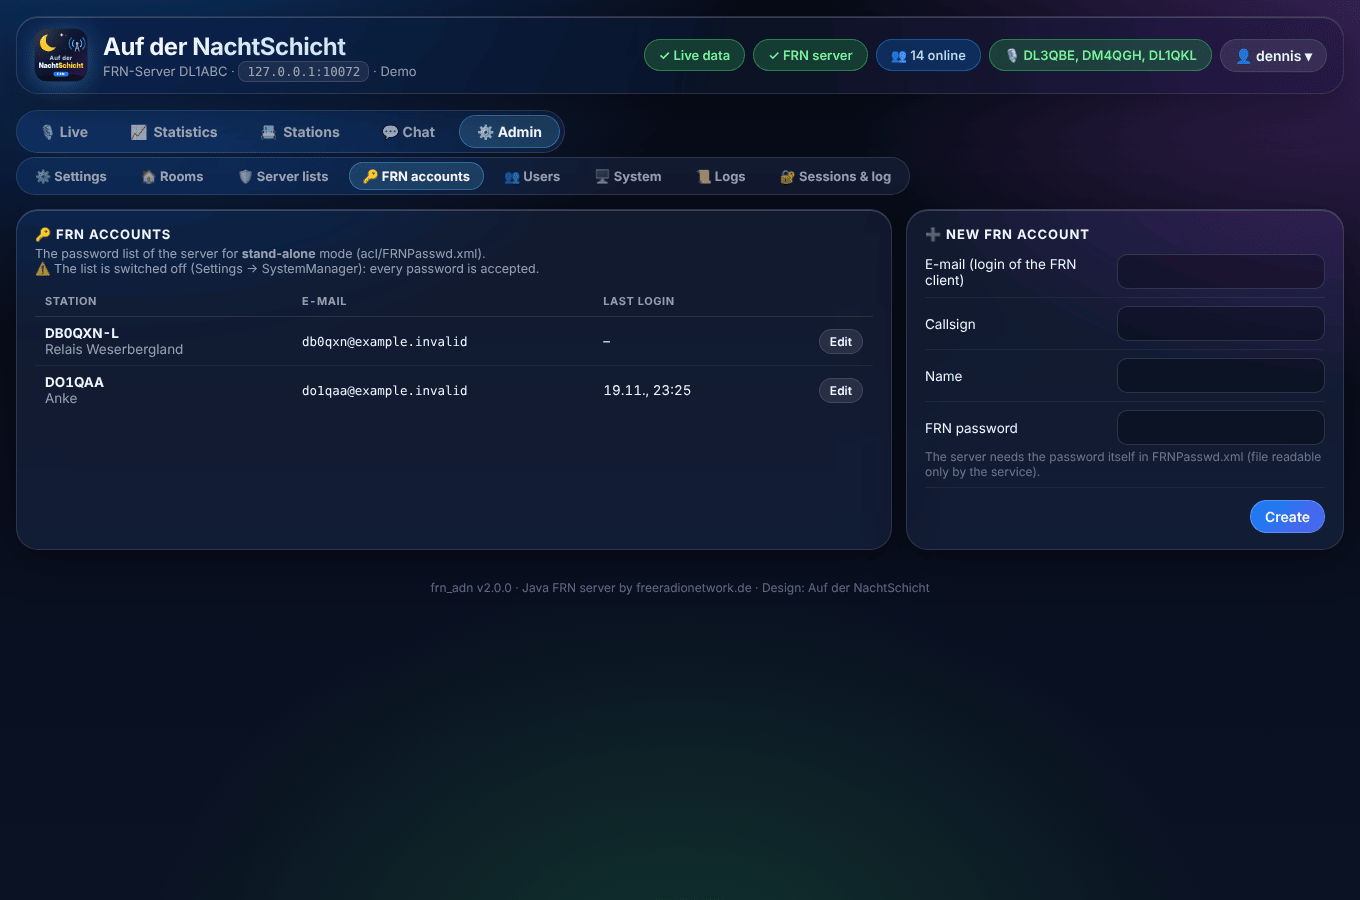 Auf der
NachtSchicht
Auf der NachtSchicht
FRN-Server DL1ABC · 127.0.0.1:10072 · Demo
✓ Live data
✓ FRN server
14 online
DL3QBE, DM4QGH, DL1QKL
dennis ▾
Live
Statistics
Stations
Chat
Admin
Settings
Rooms
Server lists
FRN accounts
Users
System
Logs
Sessions & log
FRN ACCOUNTS
The password list of the server for stand-alone mode (acl/FRNPasswd.xml).
⚠️ The list is switched off (Settings → SystemManager): every password is accepted.
STATION E-MAIL LAST LOGIN
DB0QXN-L
Relais Weserbergland
db0qxn@example.invalid
–
Edit
DO1QAA
Anke
do1qaa@example.invalid
19.11., 23:25
Edit
NEW FRN ACCOUNT
E-mail (login of the FRN
client)
Callsign
Name
FRN password
The server needs the password itself in FRNPasswd.xml (file readable
only by the service).
Create
frn_adn v2.0.0 · Java FRN server by freeradionetwork.de · Design: Auf der NachtSchicht